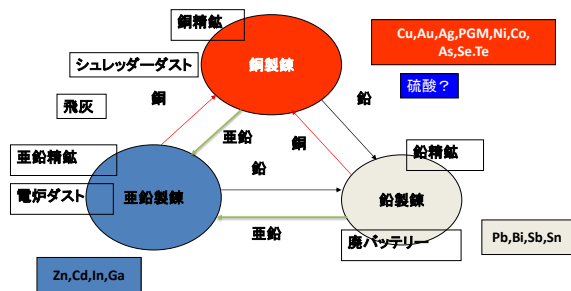 銅精鉱
Cu,Au,Ag,PGM,Ni,Co,
As,Se.Te
シュレッダーダスト
銅製錬
硫酸？
飛灰
銅
鉛
亜鉛
銅
亜鉛精鉱
鉛精鉱
鉛
電炉ダスト
亜鉛製錬
鉛製錬
亜鉛
廃バッテリー
Pb,Bi,Sb,Sn
Zn,Cd,In,Ga